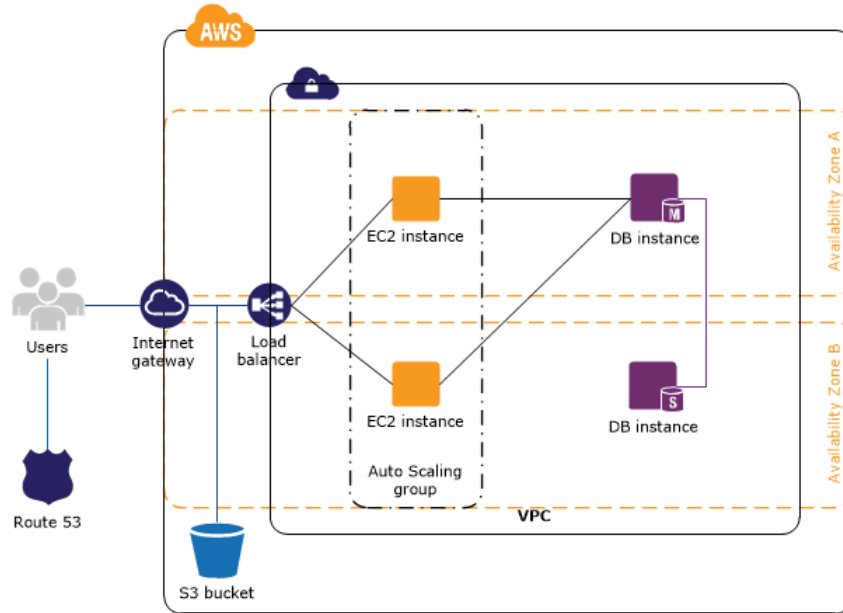 AWS
Availability Zone A
EC2 instance
M
DB instance
Users
Internet
gateway
Load
balancer
Availability Zone B
EC2 instance
S
DB instance
Auto Scaling
group
Route 53
VPC
S3 bucket